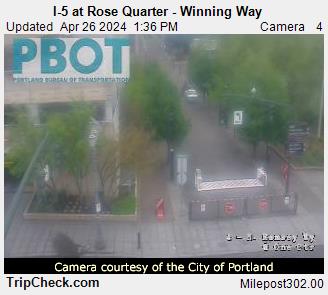 I-5 at Rose Quarter - Winning Way
Updated Apr 26 2024 1:36 PM Camera 4
PBOT
PORTLAND BUREAU OF TRANSPORTATION
Camera courtesy of the City of Portland
TripCheck.com Milepost302.00